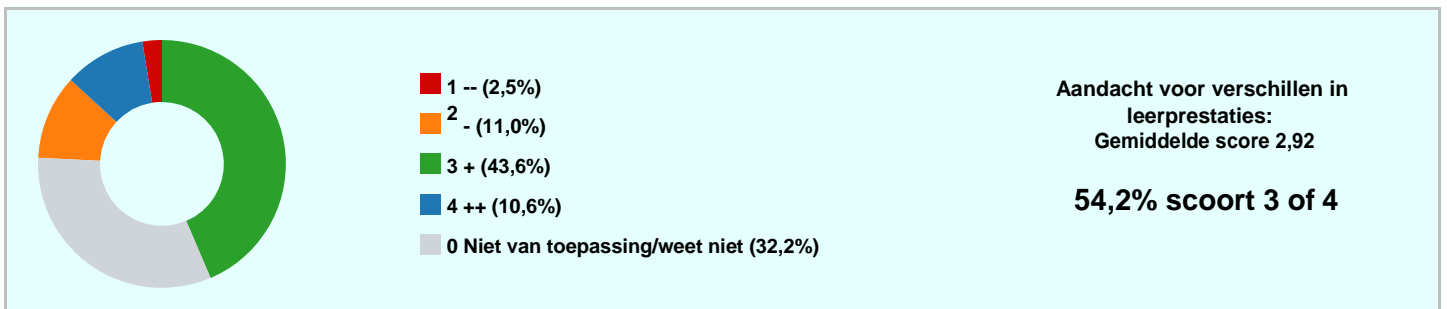 1 -- (2,5%)
2 - (11,0%)
3 + (43,6%)
4 ++ (10,6%)
0 Niet van toepassing/weet niet (32,2%)
Aandacht voor verschillen in
leerprestaties:
Gemiddelde score 2,92
54,2% scoort 3 of 4